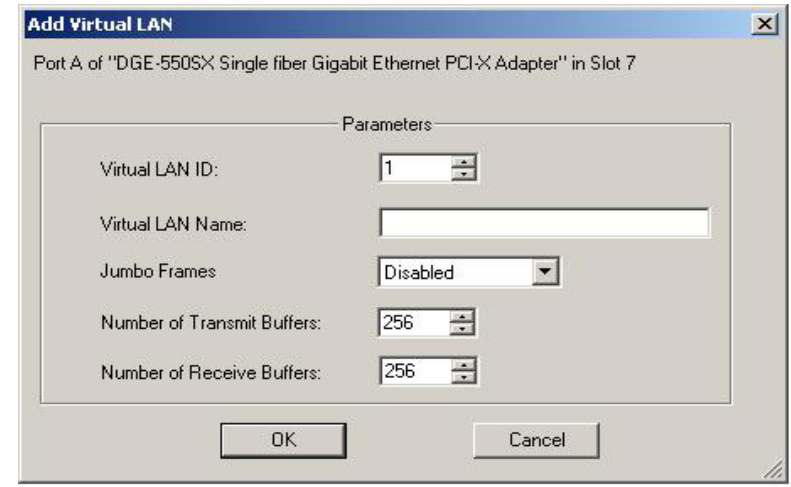 Add Virtual LAN
Port A of "DGE-550SX Single fiber Gigabit Ethernet PCI-X Adapter" in Slot 7
Parameters
Virtual LAN ID: 1
Virtual LAN Name:
Jumbo Frames Disabled
Number of Transmit Buffers: 256
Number of Receive Buffers: 256
OK Cancel